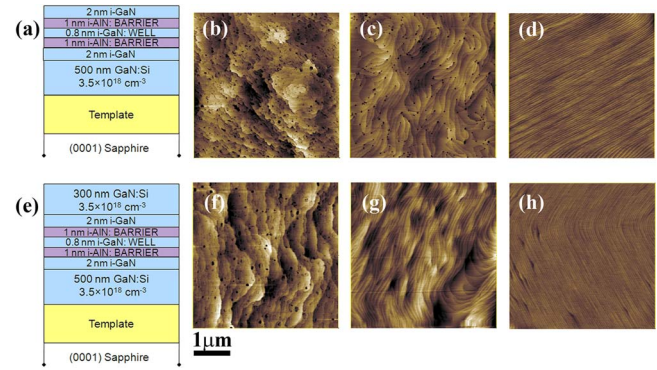 (a)
2 nm i-GaN
1 nm i-AlN: BARRIER
0.8 nm i-GaN: WELL
1 nm i-AlN: BARRIER
2 nm i-GaN
500 nm GaN:Si
3.5×10¹⁸ cm⁻³
Template
(0001) Sapphire
(b)
(c)
(d)
(e)
300 nm GaN:Si
3.5×10¹⁸ cm⁻³
2 nm i-GaN
1 nm i-AlN: BARRIER
0.8 nm i-GaN: WELL
1 nm i-AlN: BARRIER
2 nm i-GaN
500 nm GaN:Si
3.5×10¹⁸ cm⁻³
Template
(0001) Sapphire
(f)
(g)
(h)
1μm